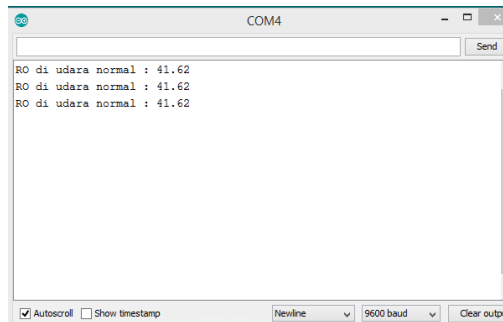 COM4
Send
RO di udara normal : 41.62
RO di udara normal : 41.62
RO di udara normal : 41.62
Autoscroll Show timestamp Newline 9600 baud Clear outp